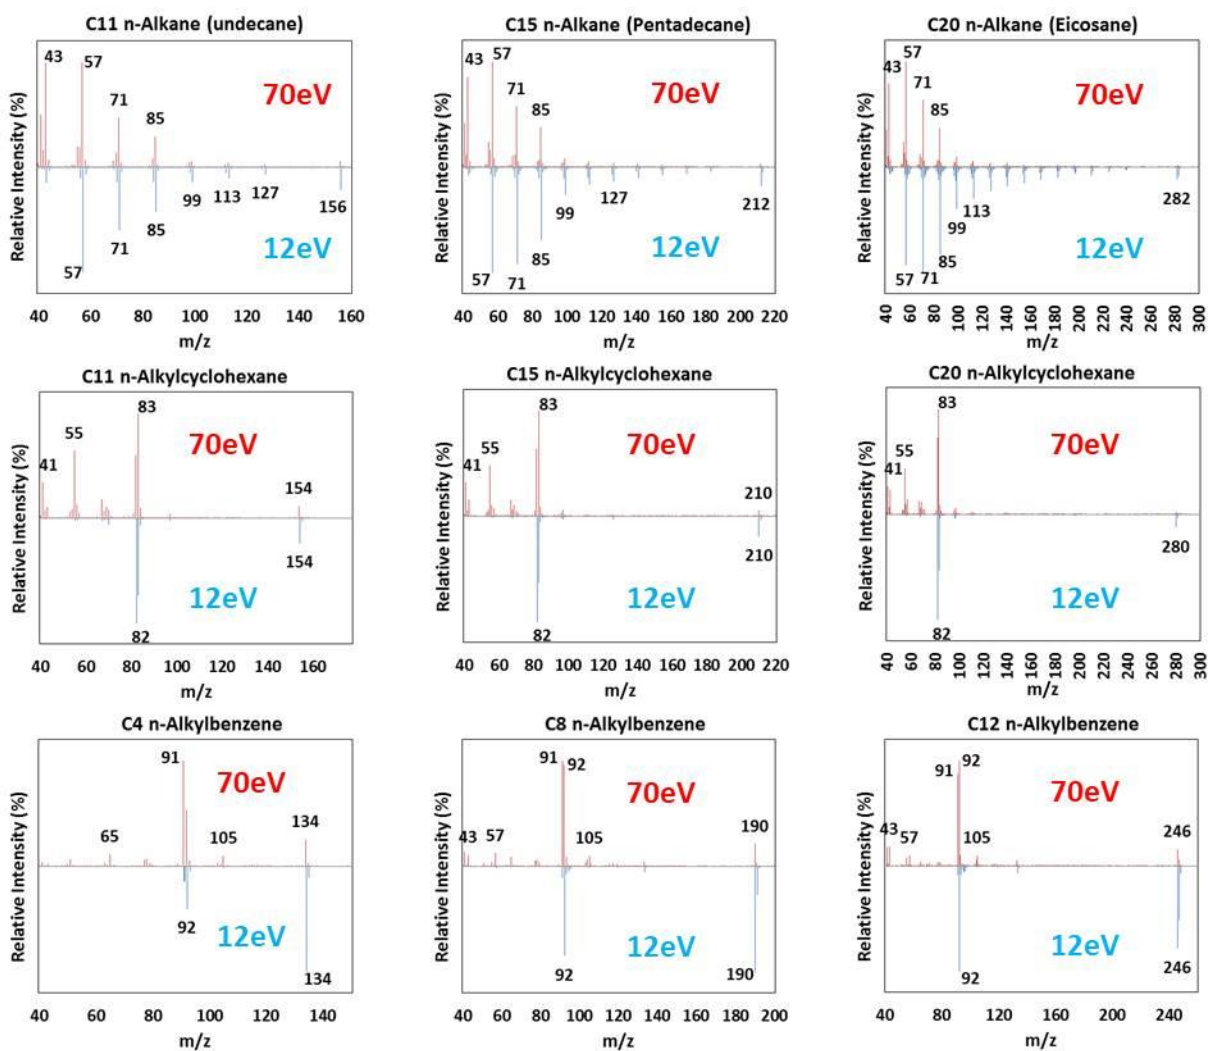 C11 n-Alkane (undecane)
Relative Intensity (%)
43 57 71 85
70eV
57 71 85 99 113 127 156
12eV
40 60 80 100 120 140 160
m/z
C15 n-Alkane (Pentadecane)
Relative Intensity (%)
43 57 71 85
70eV
57 71 85 99 127 212
12eV
40 60 80 100 120 140 160 180 200 220
m/z
C20 n-Alkane (Eicosane)
Relative Intensity (%)
43 57 71 85
70eV
57 71 85 99 113 282
12eV
40 60 80 100 120 140 160 180 200 220 240 260 280 300
m/z
C11 n-Alkylcyclohexane
Relative Intensity (%)
41 55 83 154
70eV
82 154
12eV
40 60 80 100 120 140 160
m/z
C15 n-Alkylcyclohexane
Relative Intensity (%)
41 55 83 210
70eV
82 210
12eV
40 60 80 100 120 140 160 180 200 220
m/z
C20 n-Alkylcyclohexane
Relative Intensity (%)
41 55 83
70eV
82 280
12eV
40 60 80 100 120 140 160 180 200 220 240 260 280 300
m/z
C4 n-Alkylbenzene
Relative Intensity (%)
65 91 105 134
70eV
92 134
12eV
40 60 80 100 120 140
m/z
C8 n-Alkylbenzene
Relative Intensity (%)
43 57 91 92 105 190
70eV
92 190
12eV
40 60 80 100 120 140 160 180 200
m/z
C12 n-Alkylbenzene
Relative Intensity (%)
43 57 91 92 105 246
70eV
92 246
12eV
40 80 120 160 200 240
m/z